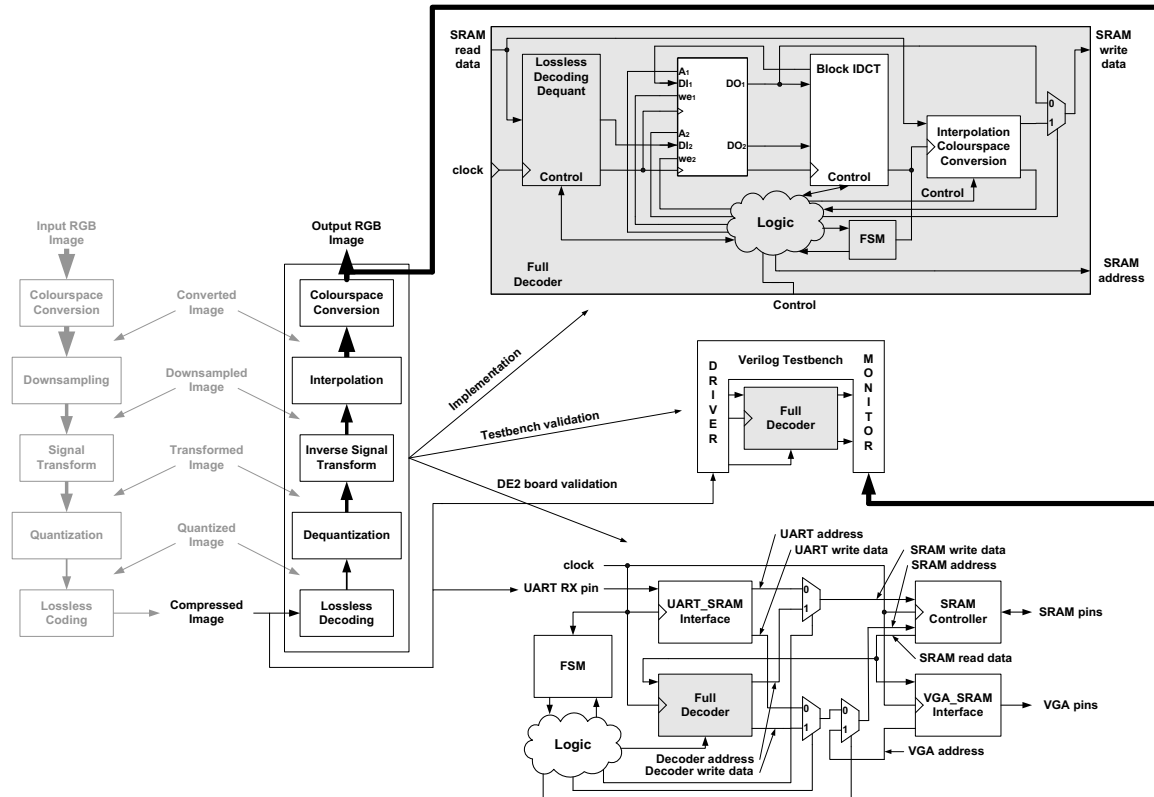 SRAM
read
data
Lossless
Decoding
Dequant
Control
clock
A1
DI1
we1
A2
DI2
we2
DO1
DO2
Block IDCT
Control
Interpolation
Colourspace
Conversion
Control
0
1
SRAM
write
data
Logic
FSM
Full
Decoder
Control
SRAM
address
Input RGB
Image
Colourspace
Conversion
Downsampling
Signal
Transform
Quantization
Lossless
Coding
Converted
Image
Downsampled
Image
Transformed
Image
Quantized
Image
Compressed
Image
Output RGB
Image
Colourspace
Conversion
Interpolation
Inverse Signal
Transform
Dequantization
Lossless
Decoding
Implementation
Testbench validation
DE2 board validation
Verilog Testbench
DRIVER
Full
Decoder
MONITOR
clock
UART RX pin
UART address
UART write data
SRAM write data
SRAM address
UART_SRAM
Interface
0
1
SRAM
Controller
SRAM pins
SRAM read data
FSM
Full
Decoder
0
1
0
1
VGA_SRAM
Interface
VGA pins
Logic
Decoder address
Decoder write data
VGA address